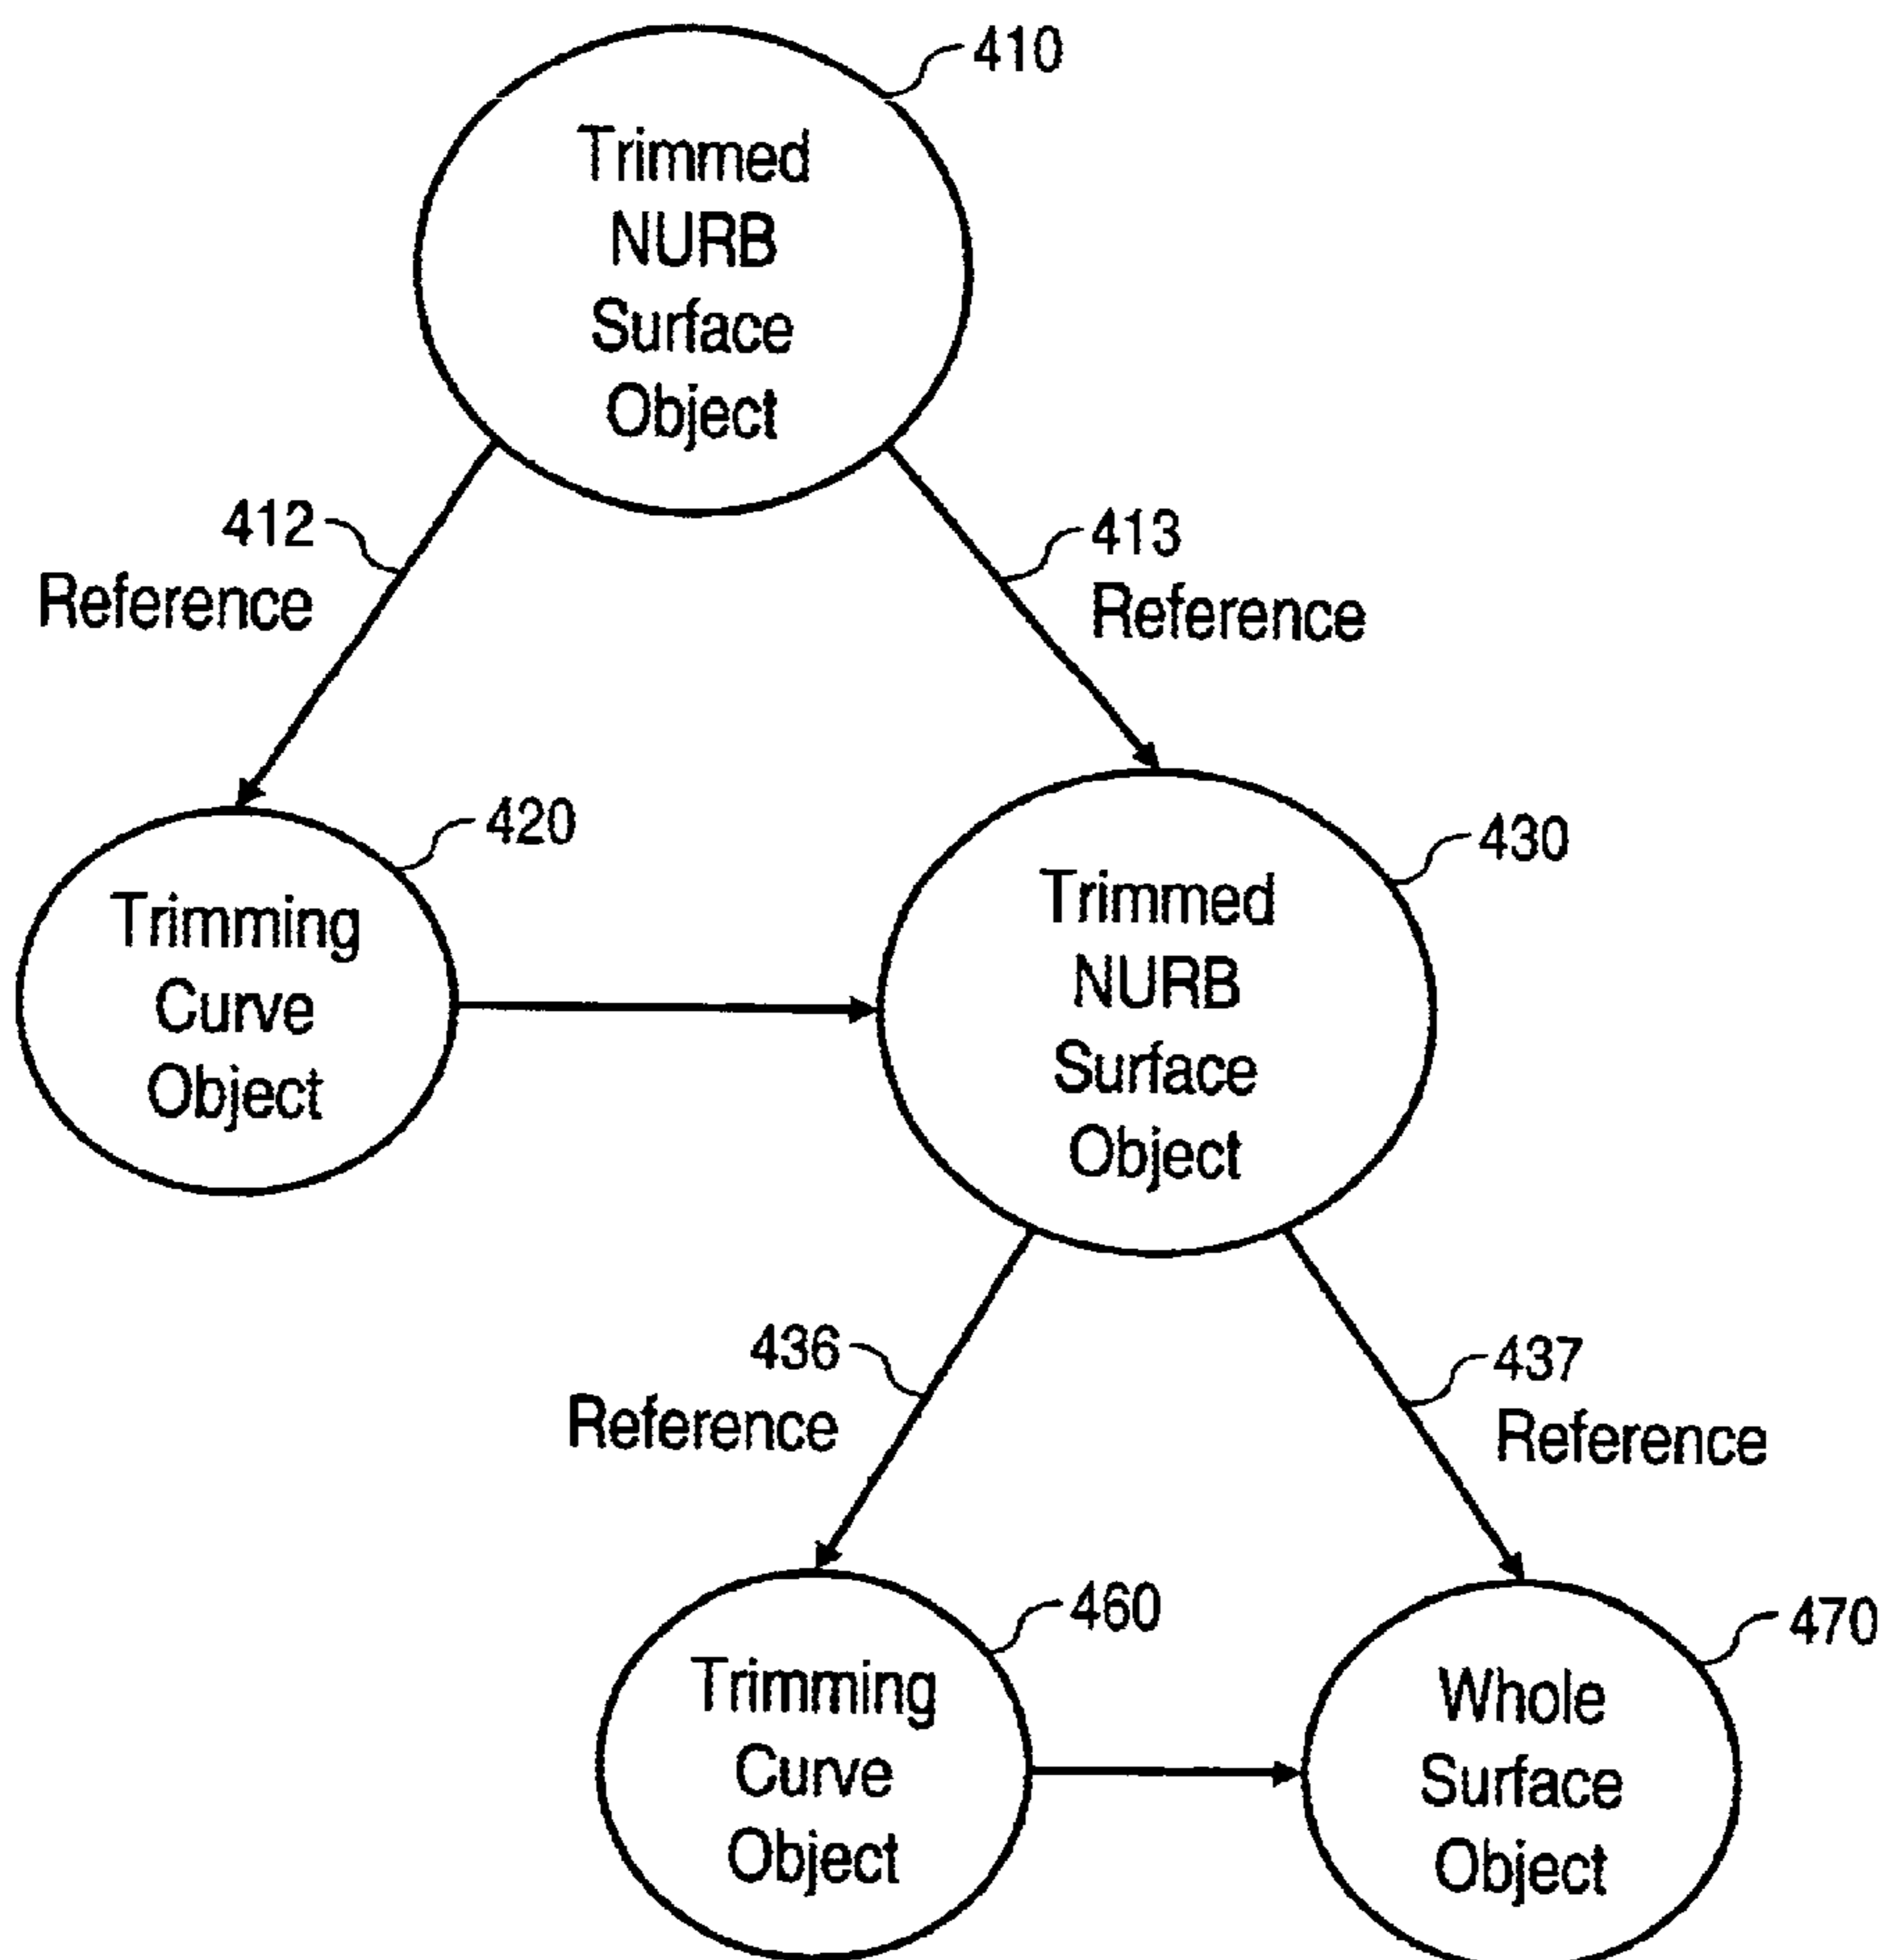 410
Trimmed
NURB
Surface
Object
412
Reference
413
Reference
420
Trimming
Curve
Object
430
Trimmed
NURB
Surface
Object
436
Reference
437
Reference
460
Trimming
Curve
Object
470
Whole
Surface
Object